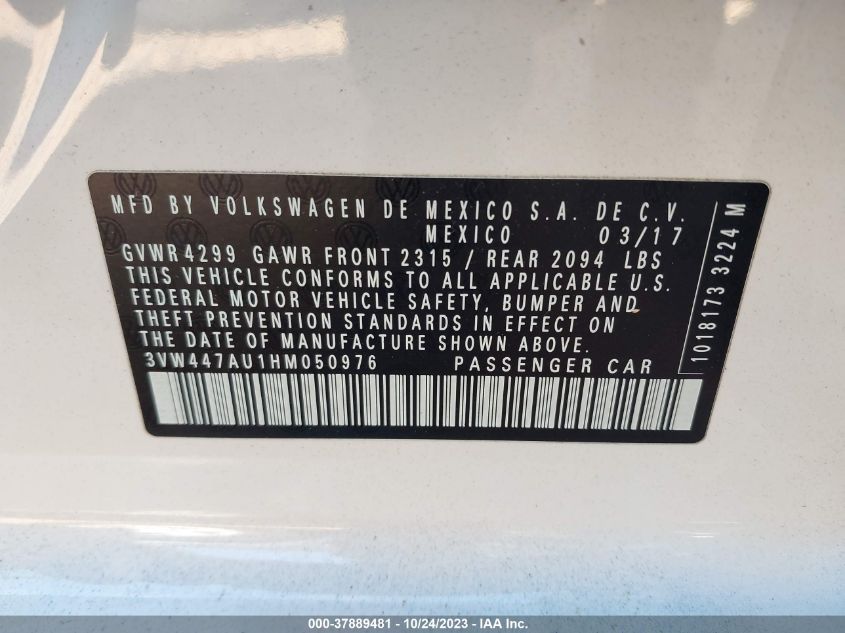 MFD BY VOLKSWAGEN DE MEXICO S.A. DE C.V.
MEXICO 03/17
GVWR 4299 GAWR FRONT 2315 / REAR 2094 LBS
THIS VEHICLE CONFORMS TO ALL APPLICABLE U.S.
FEDERAL MOTOR VEHICLE SAFETY, BUMPER AND
THEFT PREVENTION STANDARDS IN EFFECT ON
THE DATE OF MANUFACTURE SHOWN ABOVE.
3VW447AU1HM050976 PASSENGER CAR
1018173 3224 M
000-37889481 - 10/24/2023 - © IAA, Inc.